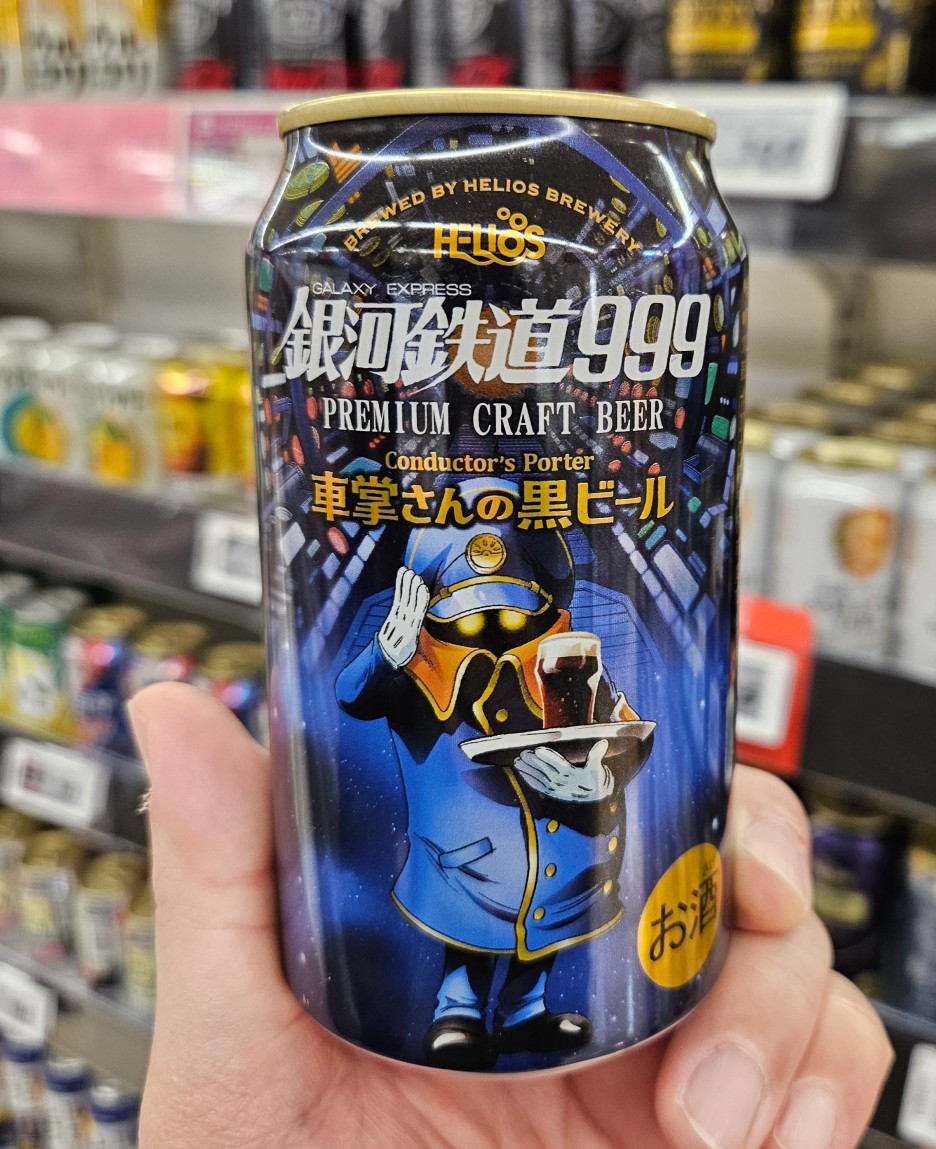 BREWED BY HELIOS BREWERY
HELIOS
GALAXY EXPRESS
銀河鉄道999
PREMIUM CRAFT BEER
Conductor's Porter
車掌さんの黒ビール
お酒